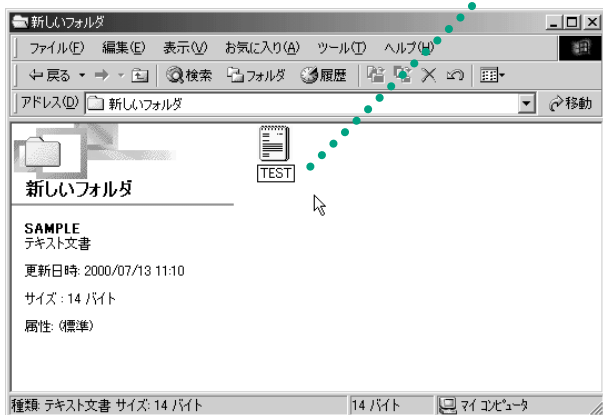 新しいフォルダ
ファイル(F) 編集(E) 表示(V) お気に入り(A) ツール(T) ヘルプ(H)
戻る 検索 フォルダ 履歴
アドレス(D) 新しいフォルダ 移動
TEST
新しいフォルダ
SAMPLE
テキスト文書
更新日時: 2000/07/13 11:10
サイズ : 14 バイト
属性: (標準)
種類: テキスト文書 サイズ: 14 バイト 14 バイト マイ コンピュータ